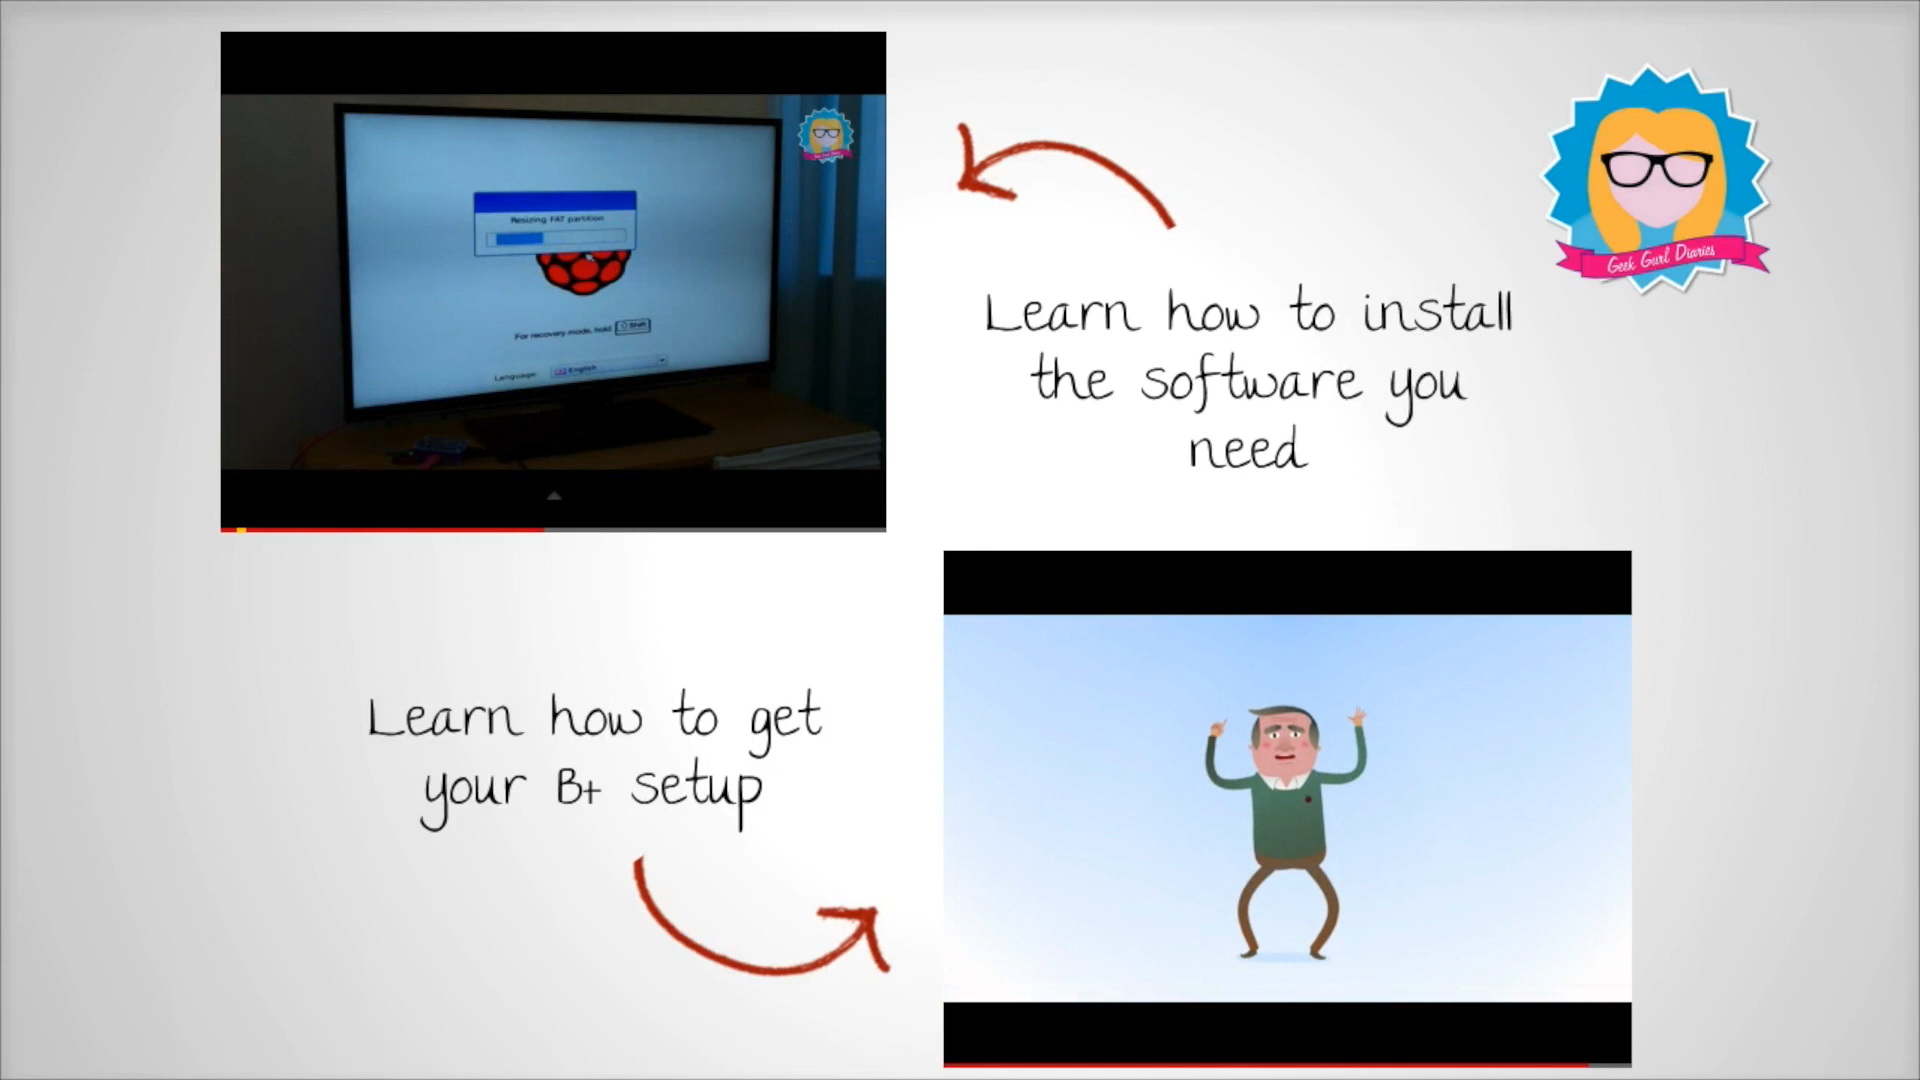 Resizing FAT partition
For recovery mode, hold Shift
Language: English
Geek Gurl Diaries
Learn how to install
the software you
need
Learn how to get
your B+ setup